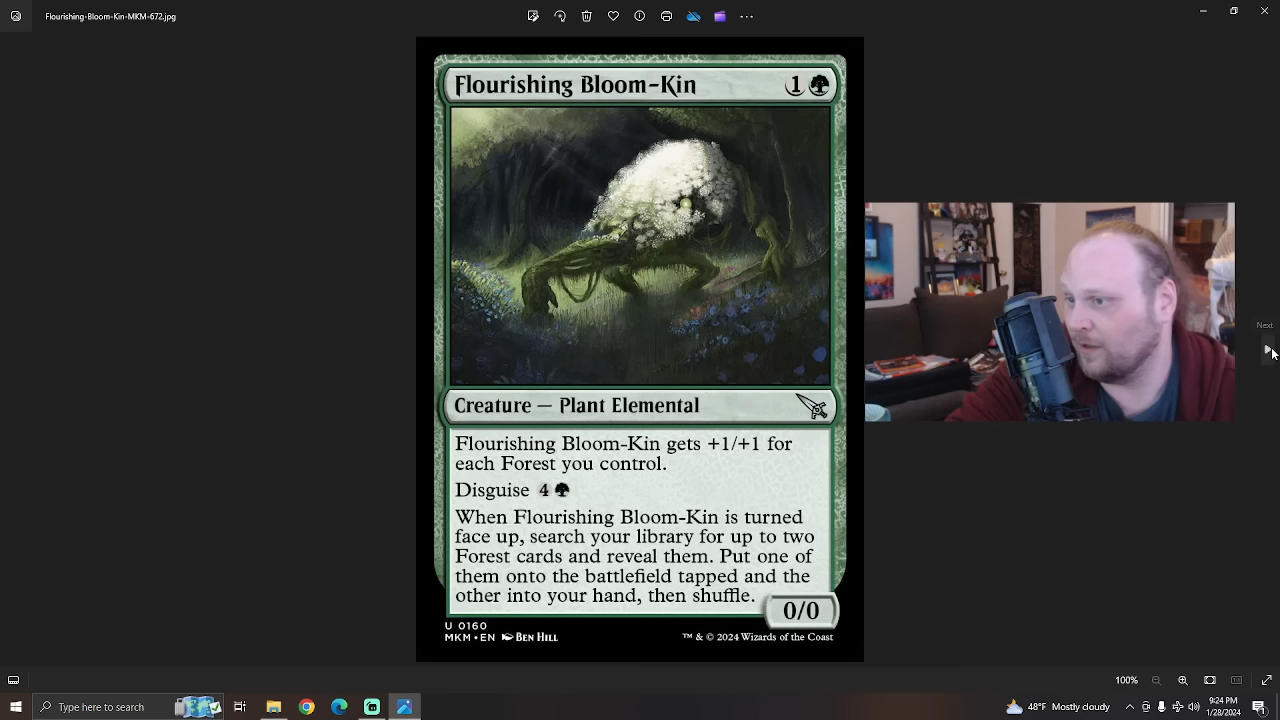 Flourishing-Bloom-Kin-MKM-672.jpg
Flourishing Bloom-Kin 1
Creature — Plant Elemental
Flourishing Bloom-Kin gets +1/+1 for
each Forest you control.
Disguise 4
When Flourishing Bloom-Kin is turned
face up, search your library for up to two
Forest cards and reveal them. Put one of
them onto the battlefield tapped and the
other into your hand, then shuffle.
0/0
U 0160
MKM • EN BEN HILL
™ & © 2024 Wizards of the Coast
Next
100%
Type here to search
48°F Mostly cloudy
9:24 PM
1/28/2024